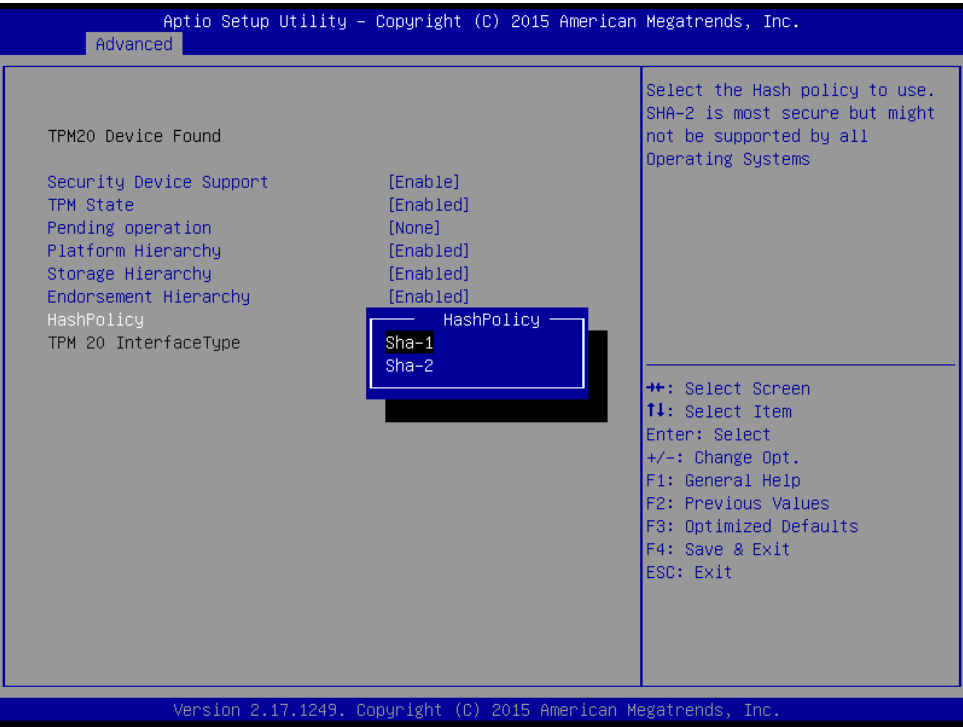 Aptio Setup Utility – Copyright (C) 2015 American Megatrends, Inc.
Advanced
TPM20 Device Found
Security Device Support [Enable]
TPM State [Enabled]
Pending operation [None]
Platform Hierarchy [Enabled]
Storage Hierarchy [Enabled]
Endorsement Hierarchy [Enabled]
HashPolicy
TPM 20 InterfaceType
HashPolicy
Sha-1
Sha-2
Select the Hash policy to use.
SHA-2 is most secure but might
not be supported by all
Operating Systems
→←: Select Screen
↑↓: Select Item
Enter: Select
+/-: Change Opt.
F1: General Help
F2: Previous Values
F3: Optimized Defaults
F4: Save & Exit
ESC: Exit
Version 2.17.1249. Copyright (C) 2015 American Megatrends, Inc.